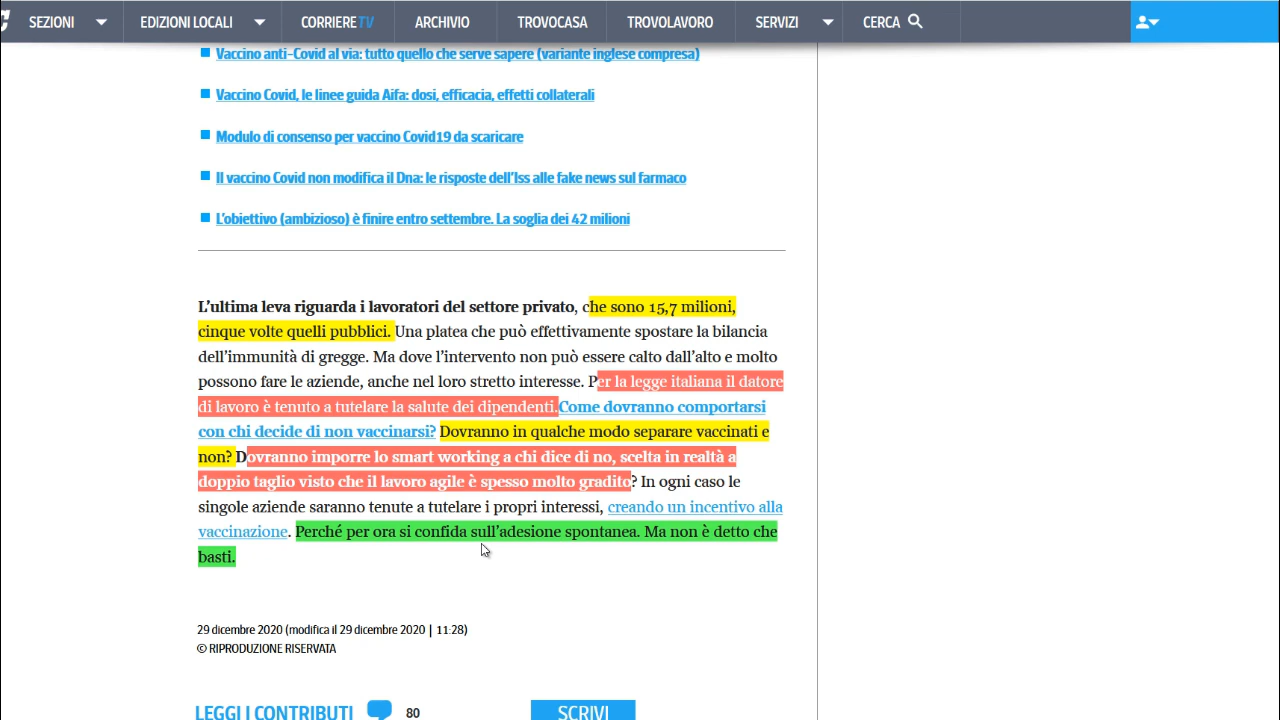 SEZIONI EDIZIONI LOCALI CORRIERETV ARCHIVIO TROVOCASA TROVOLAVORO SERVIZI CERCA
Vaccino anti-Covid al via: tutto quello che serve sapere (variante inglese compresa)
Vaccino Covid, le linee guida Aifa: dosi, efficacia, effetti collaterali
Modulo di consenso per vaccino Covid19 da scaricare
Il vaccino Covid non modifica il Dna: le risposte dell'Iss alle fake news sul farmaco
L'obiettivo (ambizioso) è finire entro settembre. La soglia dei 42 milioni
L'ultima leva riguarda i lavoratori del settore privato, che sono 15,7 milioni,
cinque volte quelli pubblici. Una platea che può effettivamente spostare la bilancia
dell'immunità di gregge. Ma dove l'intervento non può essere calto dall'alto e molto
possono fare le aziende, anche nel loro stretto interesse. Per la legge italiana il datore
di lavoro è tenuto a tutelare la salute dei dipendenti.Come dovranno comportarsi
con chi decide di non vaccinarsi? Dovranno in qualche modo separare vaccinati e
non? Dovranno imporre lo smart working a chi dice di no, scelta in realtà a
doppio taglio visto che il lavoro agile è spesso molto gradito? In ogni caso le
singole aziende saranno tenute a tutelare i propri interessi, creando un incentivo alla
vaccinazione. Perché per ora si confida sull'adesione spontanea. Ma non è detto che
basti.
29 dicembre 2020 (modifica il 29 dicembre 2020 | 11:28)
© RIPRODUZIONE RISERVATA
LEGGI I CONTRIBUTI 80 SCRIVI